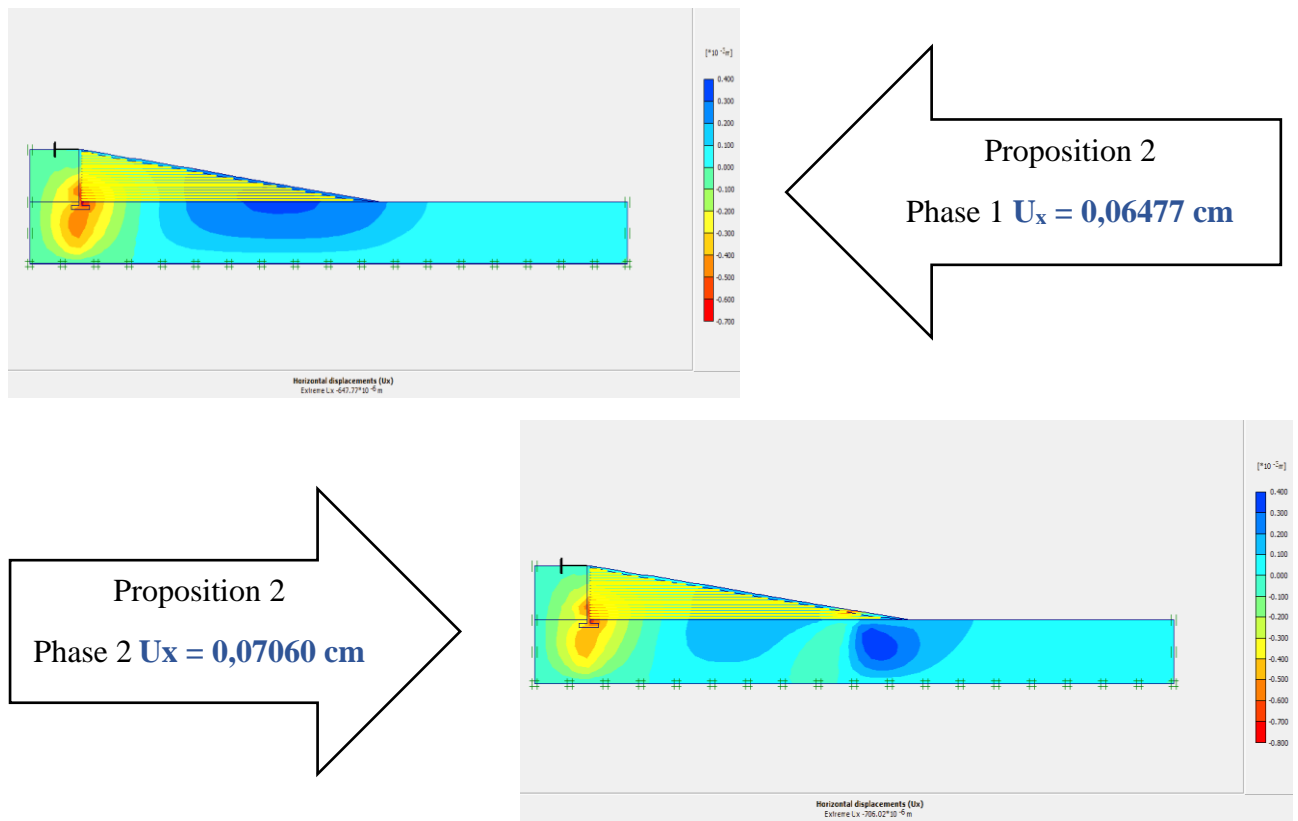 [*10 -3m]
0.400
0.300
0.200
0.100
0.000
-0.100
-0.200
-0.300
-0.400
-0.500
-0.600
-0.700
Horizontal displacements (Ux)
Extreme Ux -647.77*10 -6 m
Proposition 2
Phase 1 Ux = 0,06477 cm
Proposition 2
Phase 2 Ux = 0,07060 cm
[*10 -3m]
0.400
0.300
0.200
0.100
0.000
-0.100
-0.200
-0.300
-0.400
-0.500
-0.600
-0.700
-0.800
Horizontal displacements (Ux)
Extreme Ux -706.02*10 -6 m